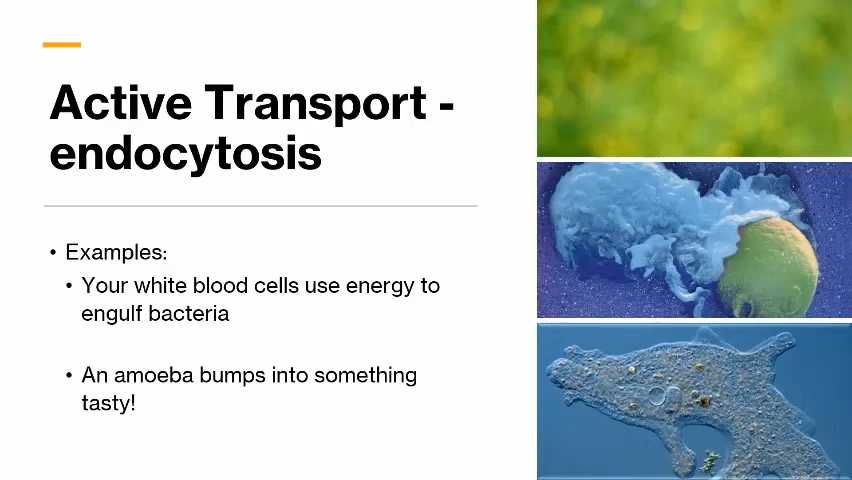 Active Transport -
endocytosis
• Examples:
• Your white blood cells use energy to
engulf bacteria
• An amoeba bumps into something
tasty!